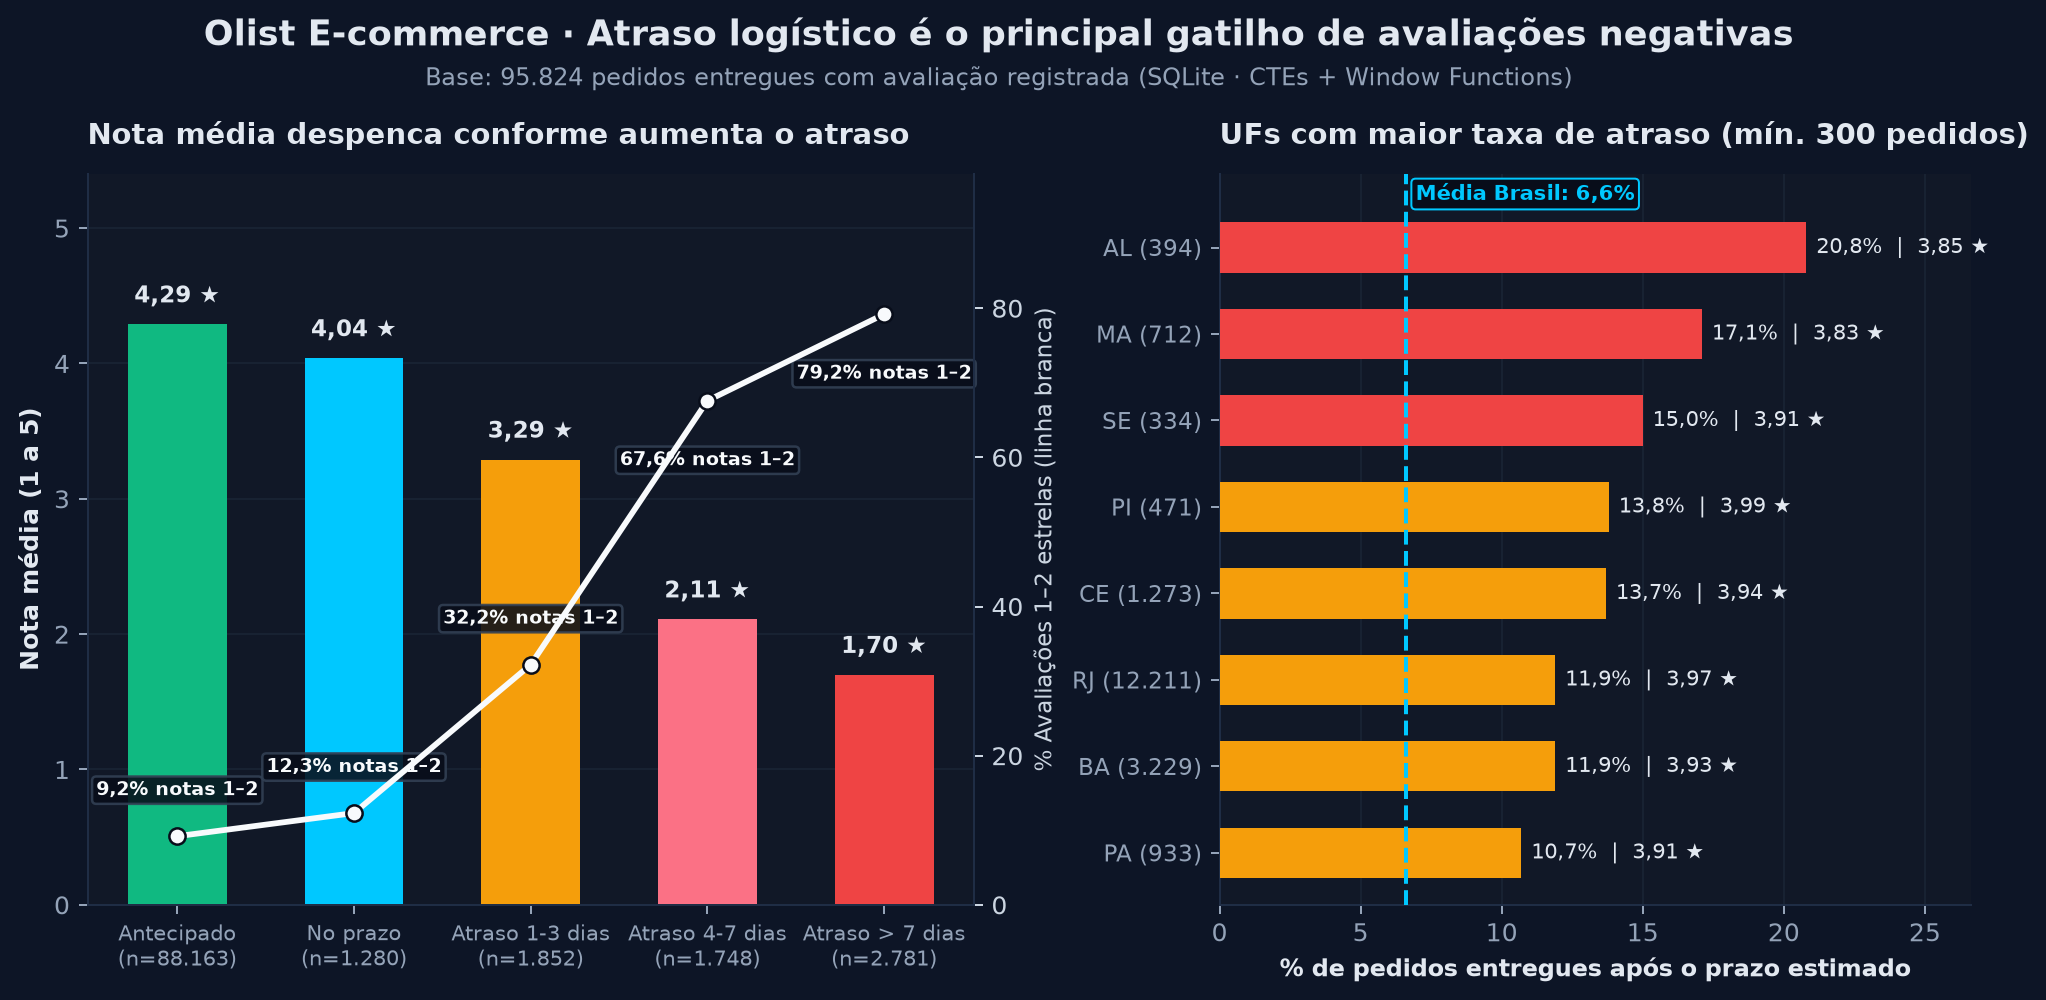 Olist E-commerce · Atraso logístico é o principal gatilho de avaliações negativas
Base: 95.824 pedidos entregues com avaliação registrada (SQLite · CTEs + Window Functions)
Nota média despenca conforme aumenta o atraso
Nota média (1 a 5)
5
4
3
2
1
0
4,29 ★
4,04 ★
3,29 ★
2,11 ★
1,70 ★
9,2% notas 1–2
12,3% notas 1–2
32,2% notas 1–2
67,6% notas 1–2
79,2% notas 1–2
80
60
40
20
0
% Avaliações 1–2 estrelas (linha branca)
Antecipado
(n=88.163)
No prazo
(n=1.280)
Atraso 1-3 dias
(n=1.852)
Atraso 4-7 dias
(n=1.748)
Atraso > 7 dias
(n=2.781)
UFs com maior taxa de atraso (mín. 300 pedidos)
Média Brasil: 6,6%
AL (394) 20,8% | 3,85 ★
MA (712) 17,1% | 3,83 ★
SE (334) 15,0% | 3,91 ★
PI (471) 13,8% | 3,99 ★
CE (1.273) 13,7% | 3,94 ★
RJ (12.211) 11,9% | 3,97 ★
BA (3.229) 11,9% | 3,93 ★
PA (933) 10,7% | 3,91 ★
0 5 10 15 20 25
% de pedidos entregues após o prazo estimado